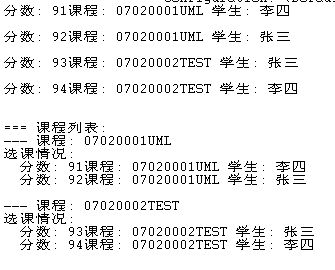 分数: 91课程: 07020001UML 学生: 李四
分数: 92课程: 07020001UML 学生: 张三
分数: 93课程: 07020002TEST 学生: 张三
分数: 94课程: 07020002TEST 学生: 李四
=== 课程列表:
--- 课程: 07020001UML
选课情况:
分数: 91课程: 07020001UML 学生: 李四
分数: 92课程: 07020001UML 学生: 张三
--- 课程: 07020002TEST
选课情况:
分数: 93课程: 07020002TEST 学生: 张三
分数: 94课程: 07020002TEST 学生: 李四